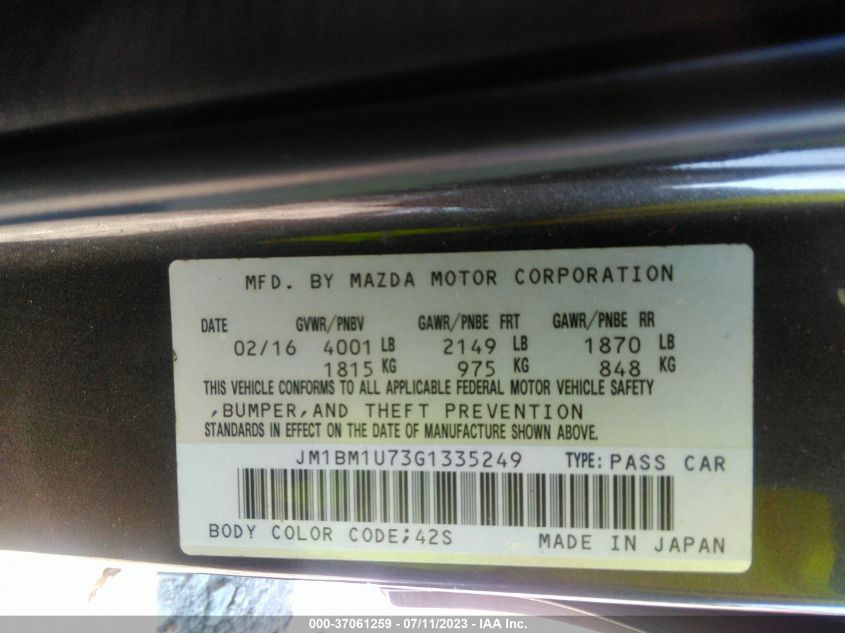 MFD. BY MAZDA MOTOR CORPORATION
DATE GVWR/PNBV GAWR/PNBE FRT GAWR/PNBE RR
02/16 4001 LB 2149 LB 1870 LB
1815 KG 975 KG 848 KG
THIS VEHICLE CONFORMS TO ALL APPLICABLE FEDERAL MOTOR VEHICLE SAFETY
,BUMPER,AND THEFT PREVENTION
STANDARDS IN EFFECT ON THE DATE OF MANUFACTURE SHOWN ABOVE.
JM1BM1U73G1335249 TYPE: PASS CAR
BODY COLOR CODE;42S MADE IN JAPAN
000-37061259 - 07/11/2023 - IAA Inc.